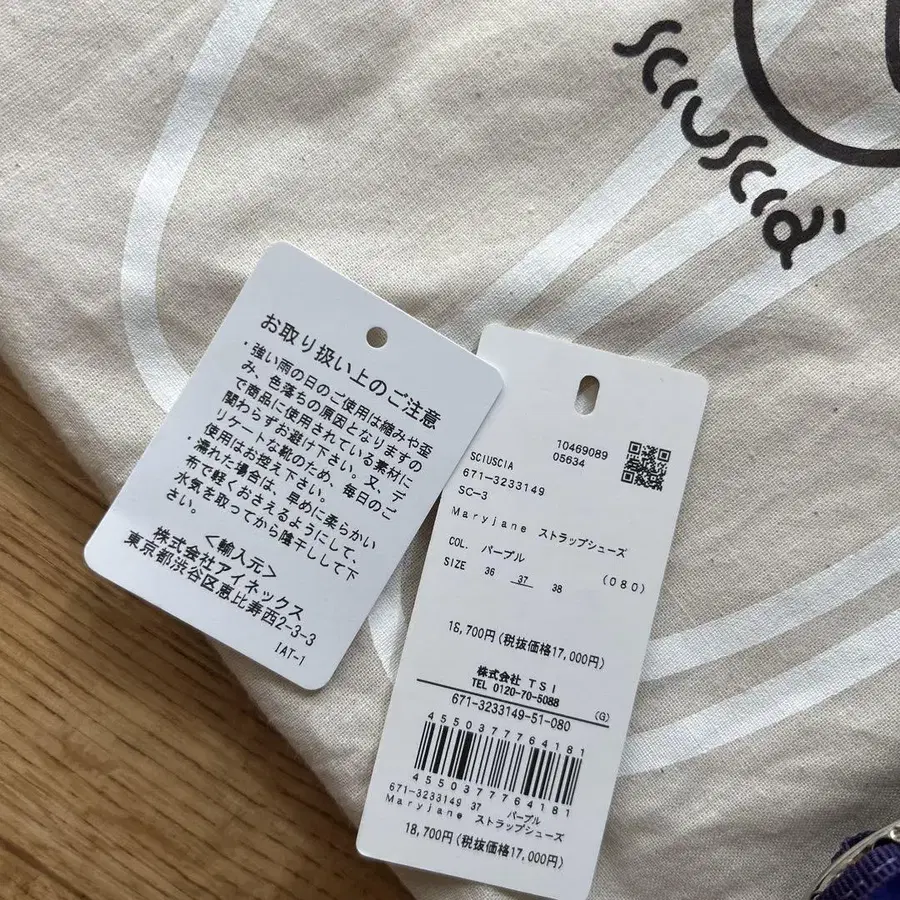 sciuscià
お取り扱い上のご注意
・強い雨の日のご使用は縮みや歪
み、色落ちの原因となりますの
で商品に使用されている素材に
関わらずお避け下さい。又、デ
リケートな靴のため、毎日のご
使用はお控え下さい。
・濡れた場合は、早めに柔らかい
布で軽くおさえるようにして、
水気を取ってから陰干しして下
さい。
<輸入元>
株式会社アイネックス
東京都渋谷区恵比寿西2-3-3
IAT-1
10469089
05634
SCIUSCIA
671-3233149
SC-3
Maryjane ストラップシューズ
COL. パープル
(080)
SIZE 36 37 38
18,700円(税抜価格17,000円)
株式会社 TSI
TEL 0120-70-5088
(G)
671-3233149-51-080
4550377764181
4550377764181
671-3233149 37 パープル
Maryjane ストラップシューズ
18,700円(税抜価格17,000円)